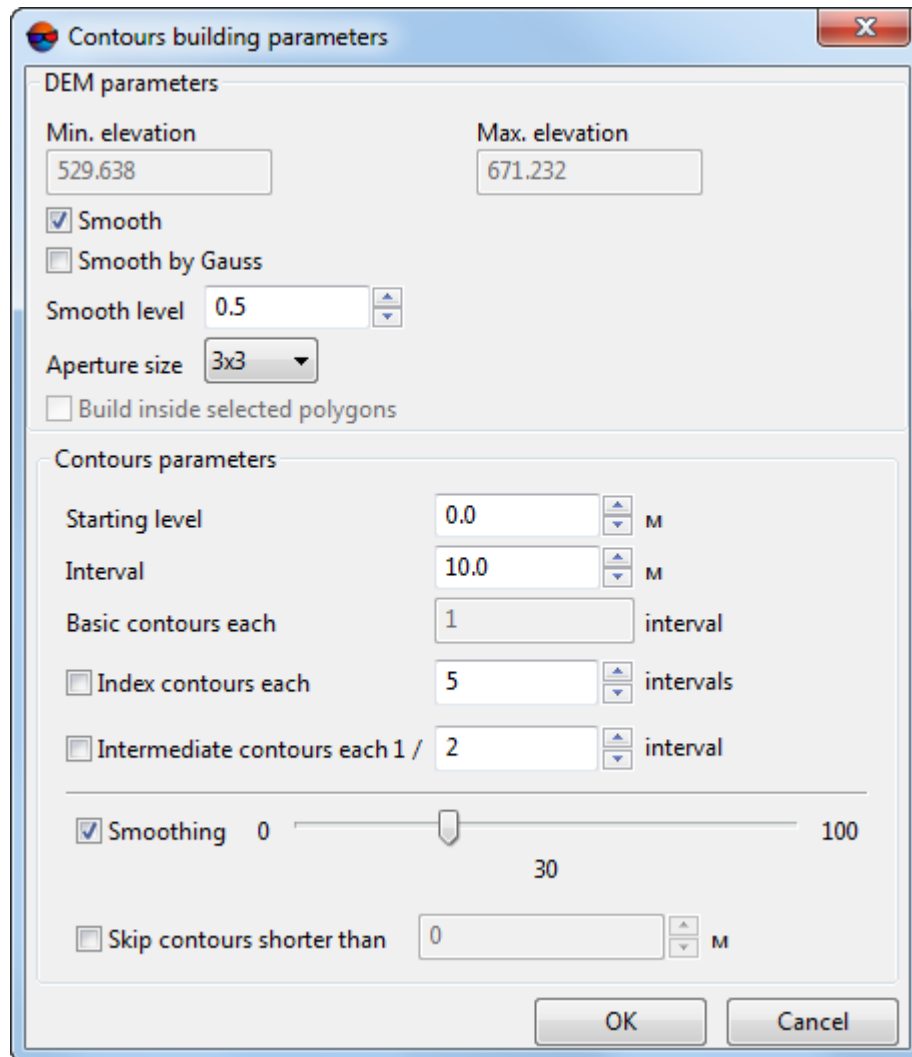 Contours building parameters
DEM parameters
Min. elevation
Max. elevation
529.638
671.232
Smooth
Smooth by Gauss
Smooth level 0.5
Aperture size 3x3
Build inside selected polygons
Contours parameters
Starting level 0.0 м
Interval 10.0 м
Basic contours each 1 interval
Index contours each 5 intervals
Intermediate contours each 1 / 2 interval
Smoothing 0 100
30
Skip contours shorter than 0 м
OK Cancel